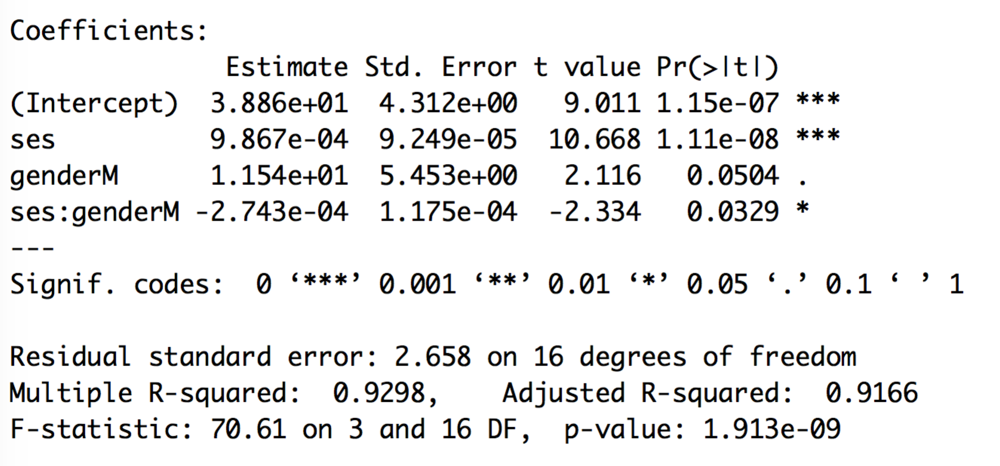 Coefficients:
              Estimate Std. Error t value Pr(>|t|)
(Intercept)  3.886e+01  4.312e+00   9.011 1.15e-07 ***
ses          9.867e-04  9.249e-05  10.668 1.11e-08 ***
genderM      1.154e+01  5.453e+00   2.116   0.0504 .
ses:genderM -2.743e-04  1.175e-04  -2.334   0.0329 *
---
Signif. codes:  0 ‘***’ 0.001 ‘**’ 0.01 ‘*’ 0.05 ‘.’ 0.1 ‘ ’ 1
Residual standard error: 2.658 on 16 degrees of freedom
Multiple R-squared:  0.9298,    Adjusted R-squared:  0.9166
F-statistic: 70.61 on 3 and 16 DF,  p-value: 1.913e-09